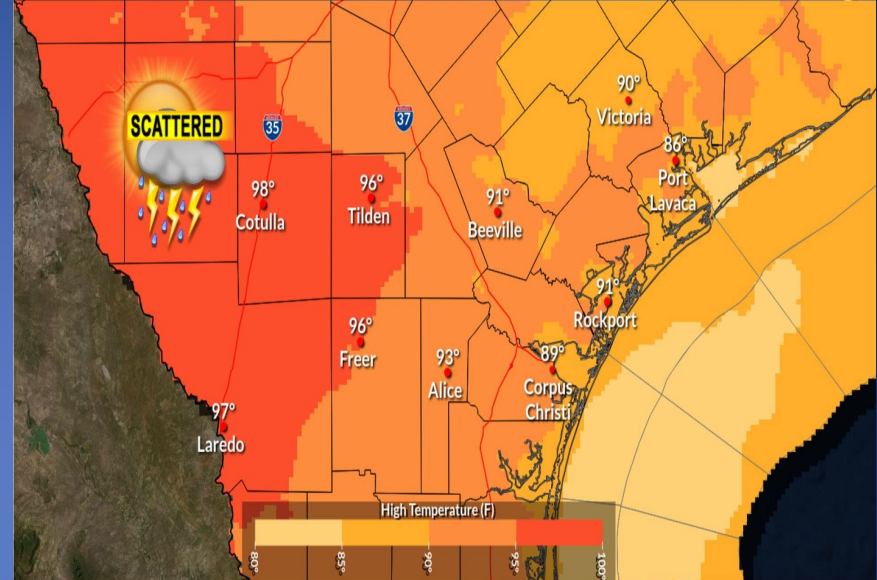 SCATTERED
35
37
90°
Victoria
86°
Port
Lavaca
98°
Cotulla
96°
Tilden
91°
Beeville
91°
Rockport
96°
Freer
93°
Alice
89°
Corpus
Christi
97°
Laredo
High Temperature (F)
80° 85° 90° 95° 100°